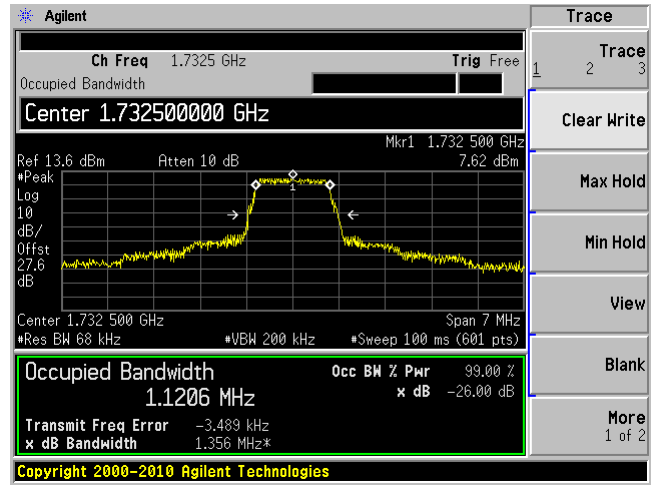 Agilent
Trace
Ch Freq 1.7325 GHz Trig Free
Occupied Bandwidth
Center 1.732500000 GHz
Mkr1 1.732 500 GHz
Ref 13.6 dBm Atten 10 dB 7.62 dBm
#Peak
Log
10
dB/
Offst
27.6
dB
1
Center 1.732 500 GHz Span 7 MHz
#Res BW 68 kHz #VBW 200 kHz #Sweep 100 ms (601 pts)
Occupied Bandwidth
1.1206 MHz
Occ BW % Pwr 99.00 %
x dB -26.00 dB
Transmit Freq Error -3.489 kHz
x dB Bandwidth 1.356 MHz*
Trace
1 2 3
Clear Write
Max Hold
Min Hold
View
Blank
More
1 of 2
Copyright 2000-2010 Agilent Technologies